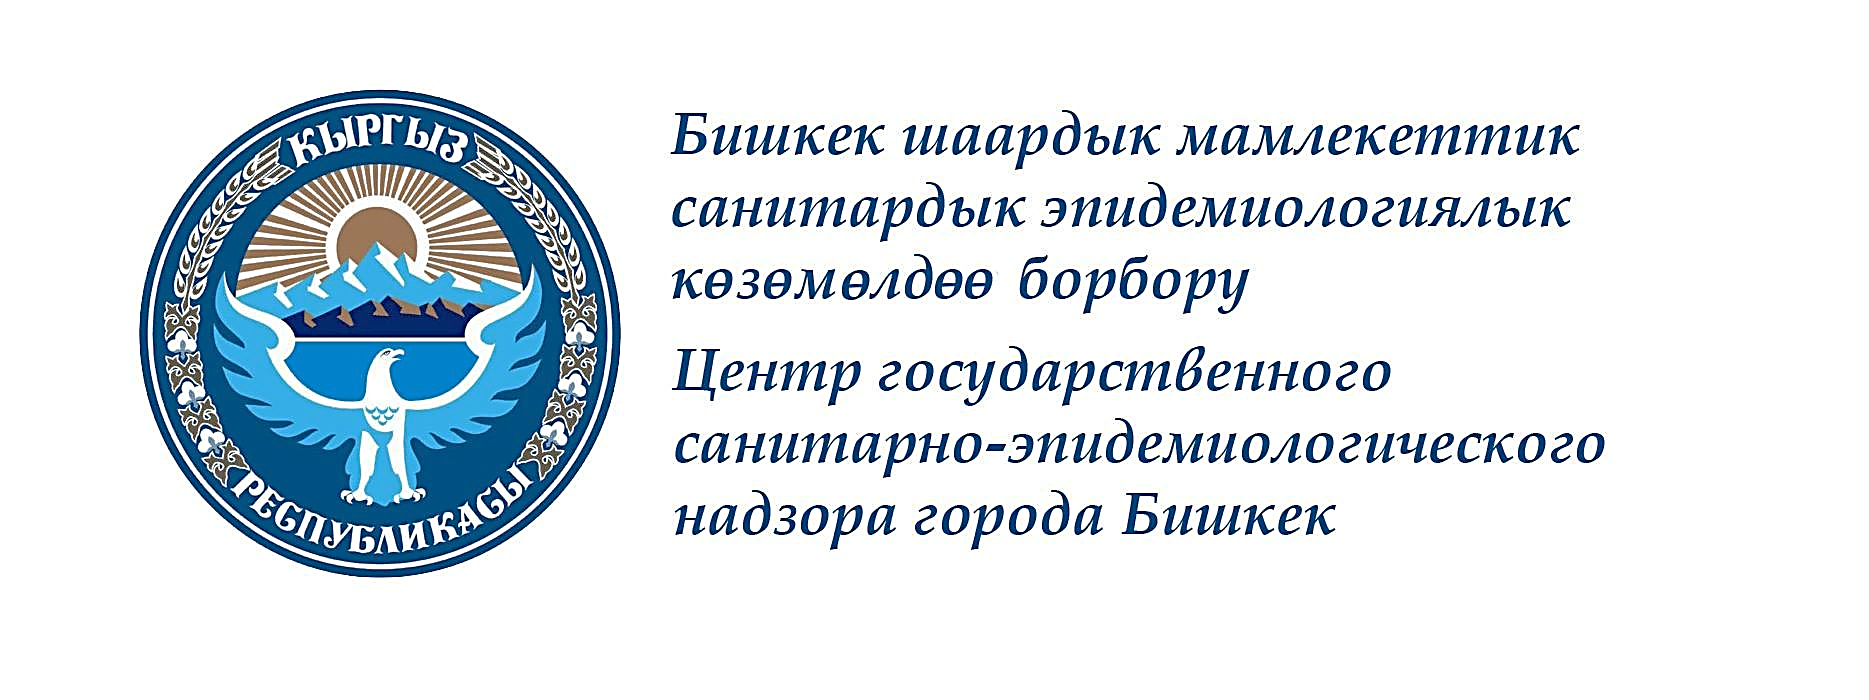 КЫРГЫЗ
РЕСПУБЛИКАСЫ
Бишкек шаардык мамлекеттик
санитардык эпидемиологиялык
көзөмөлдөө борбору
Центр государственного
санитарно-эпидемиологического
надзора города Бишкек